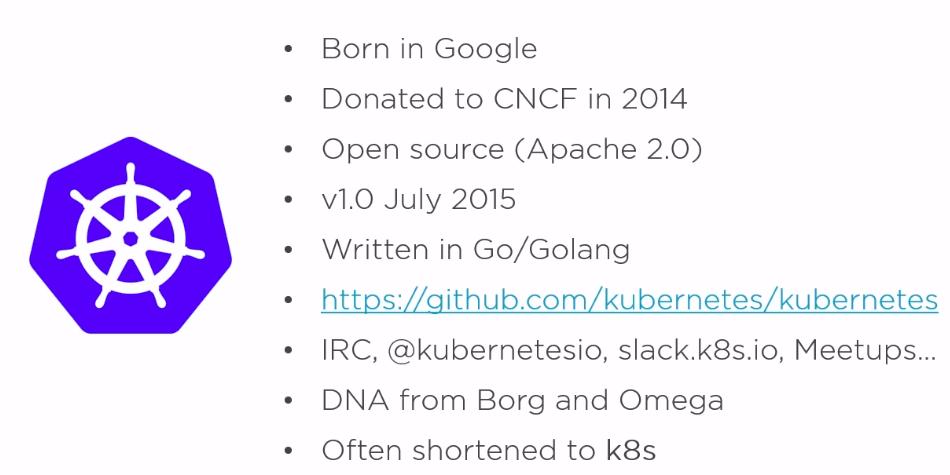 • Born in Google
• Donated to CNCF in 2014
• Open source (Apache 2.0)
• v1.0 July 2015
• Written in Go/Golang
• https://github.com/kubernetes/kubernetes
• IRC, @kubernetesio, slack.k8s.io, Meetups...
• DNA from Borg and Omega
• Often shortened to k8s